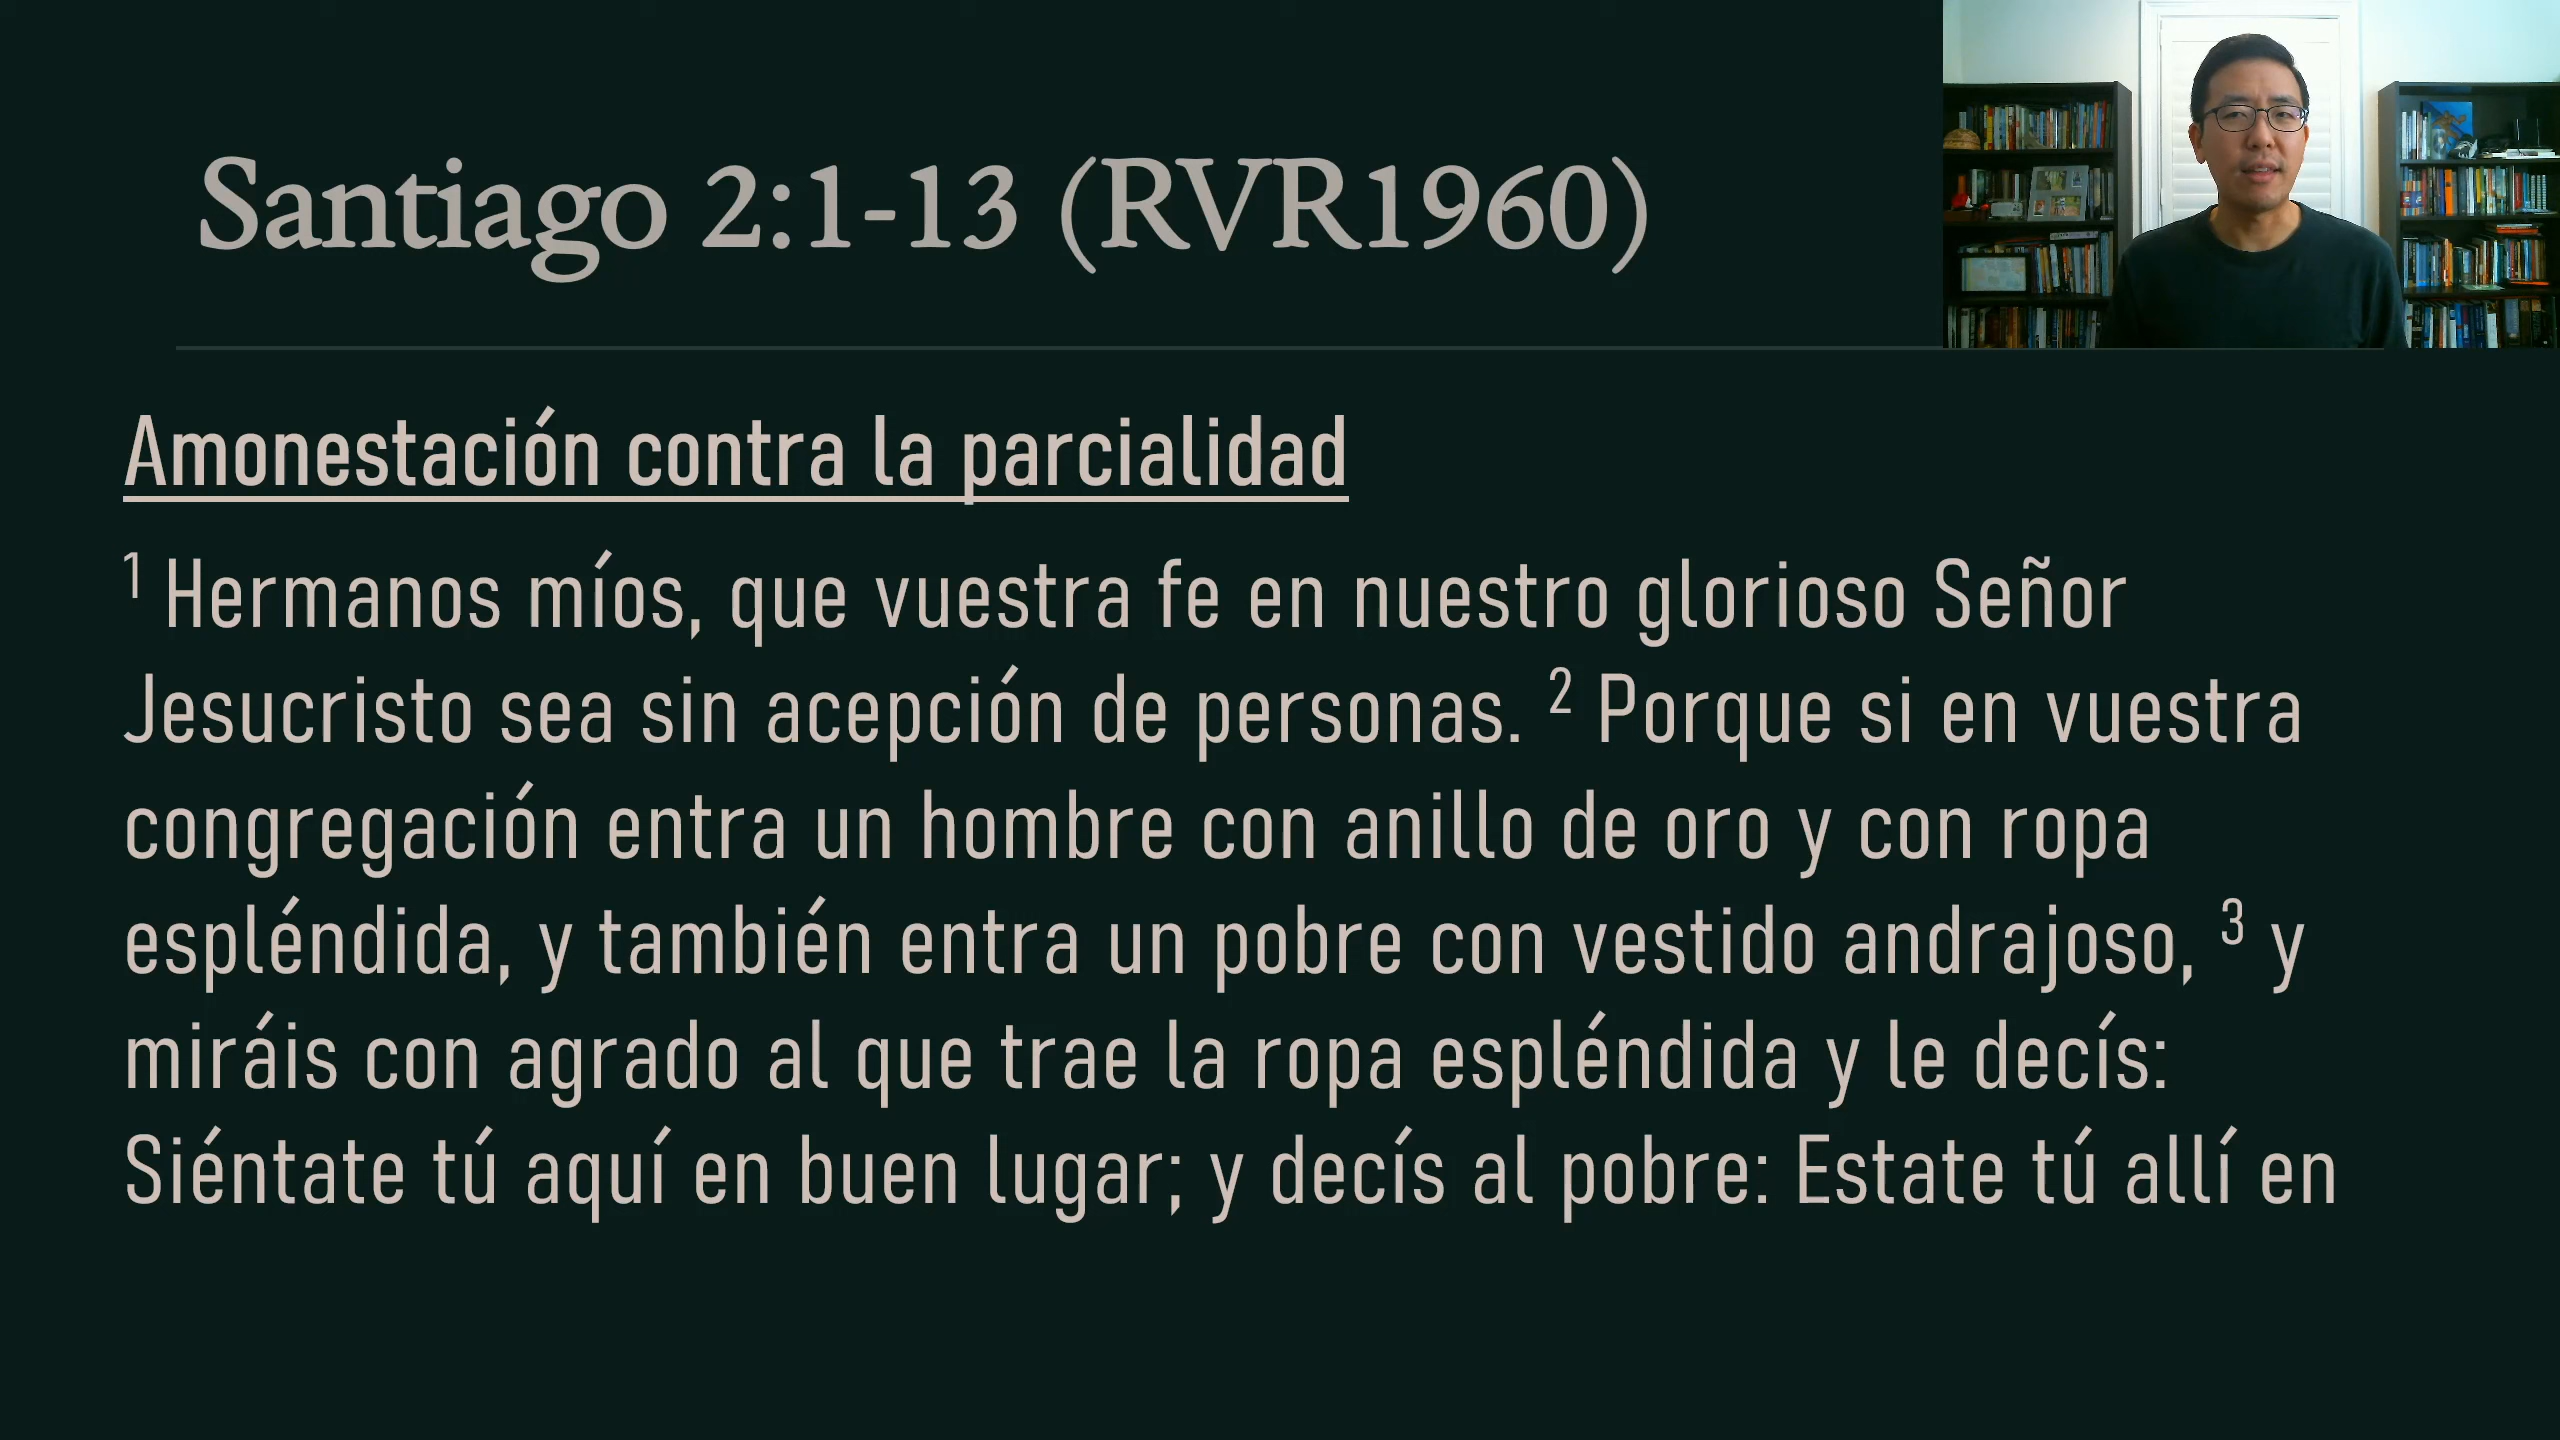 Santiago 2:1-13 (RVR1960)
Amonestación contra la parcialidad
1 Hermanos míos, que vuestra fe en nuestro glorioso Señor
Jesucristo sea sin acepción de personas. 2 Porque si en vuestra
congregación entra un hombre con anillo de oro y con ropa
espléndida, y también entra un pobre con vestido andrajoso, 3 y
miráis con agrado al que trae la ropa espléndida y le decís:
Siéntate tú aquí en buen lugar; y decís al pobre: Estate tú allí en